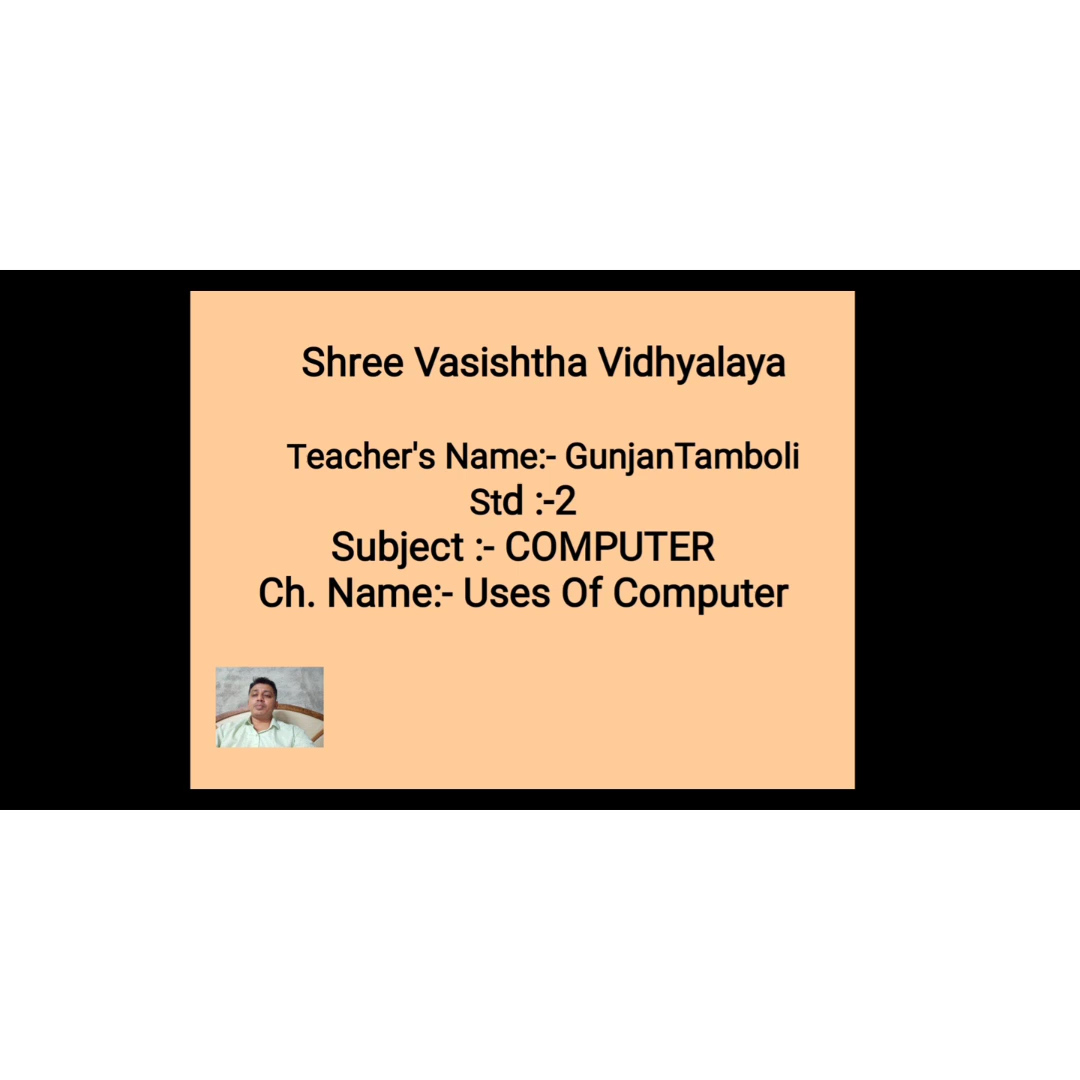 Shree Vasishtha Vidhyalaya
Teacher's Name:- GunjanTamboli
Std :-2
Subject :- COMPUTER
Ch. Name:- Uses Of Computer